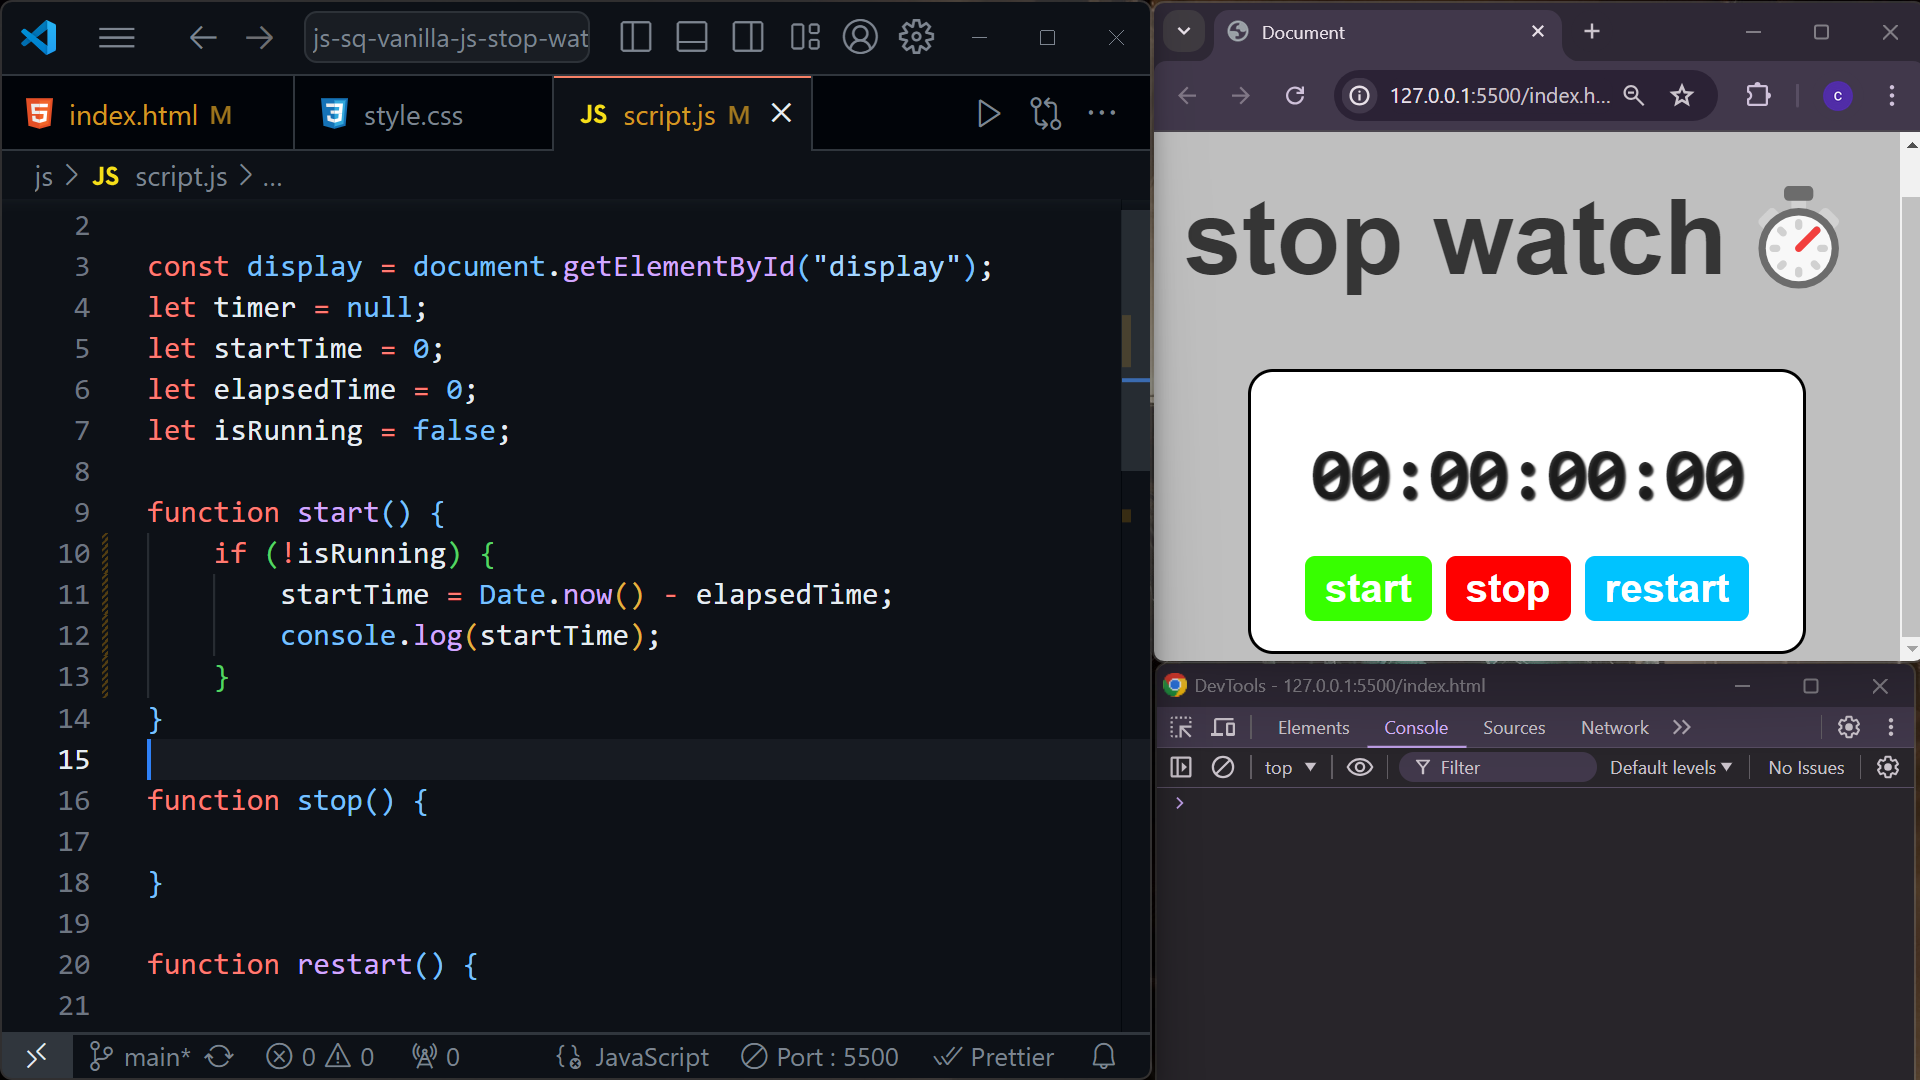 js-sq-vanilla-js-stop-wat
index.html M
style.css
JS script.js M
js > JS script.js > ...
2
3 const display = document.getElementById("display");
4 let timer = null;
5 let startTime = 0;
6 let elapsedTime = 0;
7 let isRunning = false;
8
9 function start() {
10 if (!isRunning) {
11 startTime = Date.now() - elapsedTime;
12 console.log(startTime);
13 }
14 }
15
16 function stop() {
17
18 }
19
20 function restart() {
21
main* 0 0 0 JavaScript Port : 5500 Prettier
Document
127.0.0.1:5500/index.h...
c
stop watch
00:00:00:00
start stop restart
DevTools - 127.0.0.1:5500/index.html
Elements Console Sources Network
top Filter Default levels No Issues